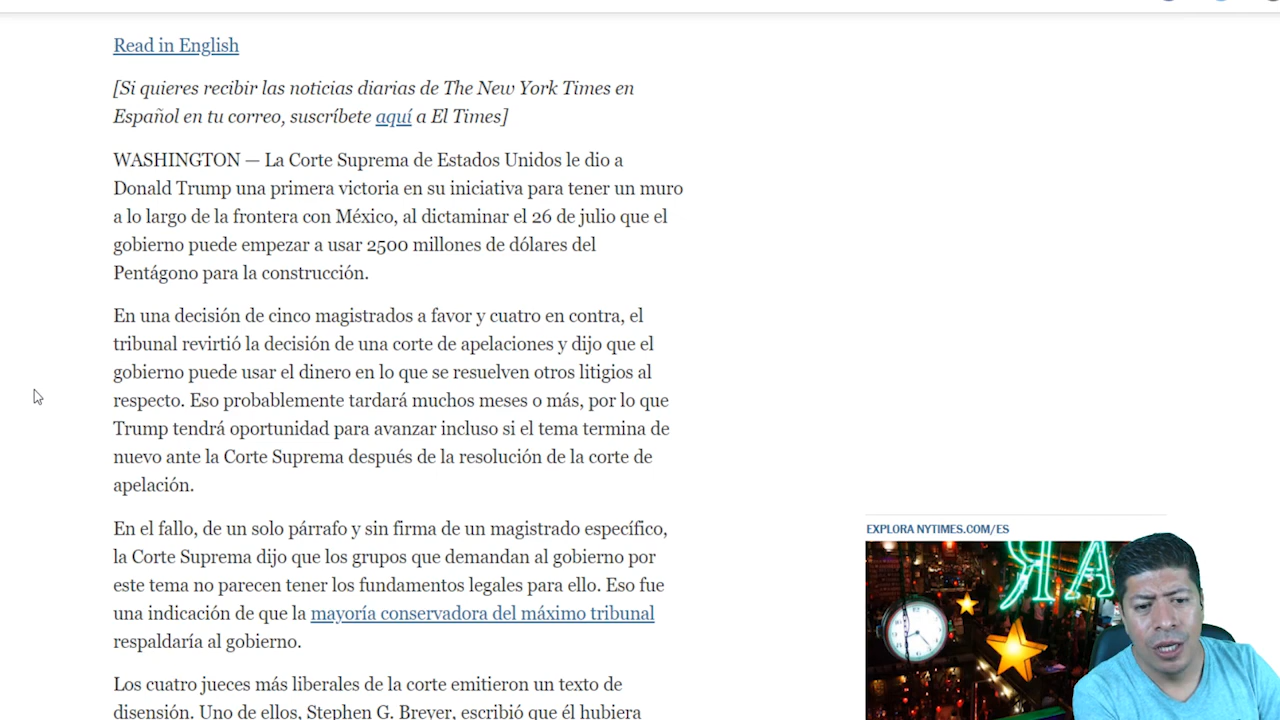 Read in English
[Si quieres recibir las noticias diarias de The New York Times en
Español en tu correo, suscríbete aquí a El Times]
WASHINGTON — La Corte Suprema de Estados Unidos le dio a
Donald Trump una primera victoria en su iniciativa para tener un muro
a lo largo de la frontera con México, al dictaminar el 26 de julio que el
gobierno puede empezar a usar 2500 millones de dólares del
Pentágono para la construcción.
En una decisión de cinco magistrados a favor y cuatro en contra, el
tribunal revirtió la decisión de una corte de apelaciones y dijo que el
gobierno puede usar el dinero en lo que se resuelven otros litigios al
respecto. Eso probablemente tardará muchos meses o más, por lo que
Trump tendrá oportunidad para avanzar incluso si el tema termina de
nuevo ante la Corte Suprema después de la resolución de la corte de
apelación.
En el fallo, de un solo párrafo y sin firma de un magistrado específico,
la Corte Suprema dijo que los grupos que demandan al gobierno por
este tema no parecen tener los fundamentos legales para ello. Eso fue
una indicación de que la mayoría conservadora del máximo tribunal
respaldaría al gobierno.
Los cuatro jueces más liberales de la corte emitieron un texto de
disensión. Uno de ellos, Stephen G. Breyer, escribió que él hubiera
EXPLORA NYTIMES.COM/ES